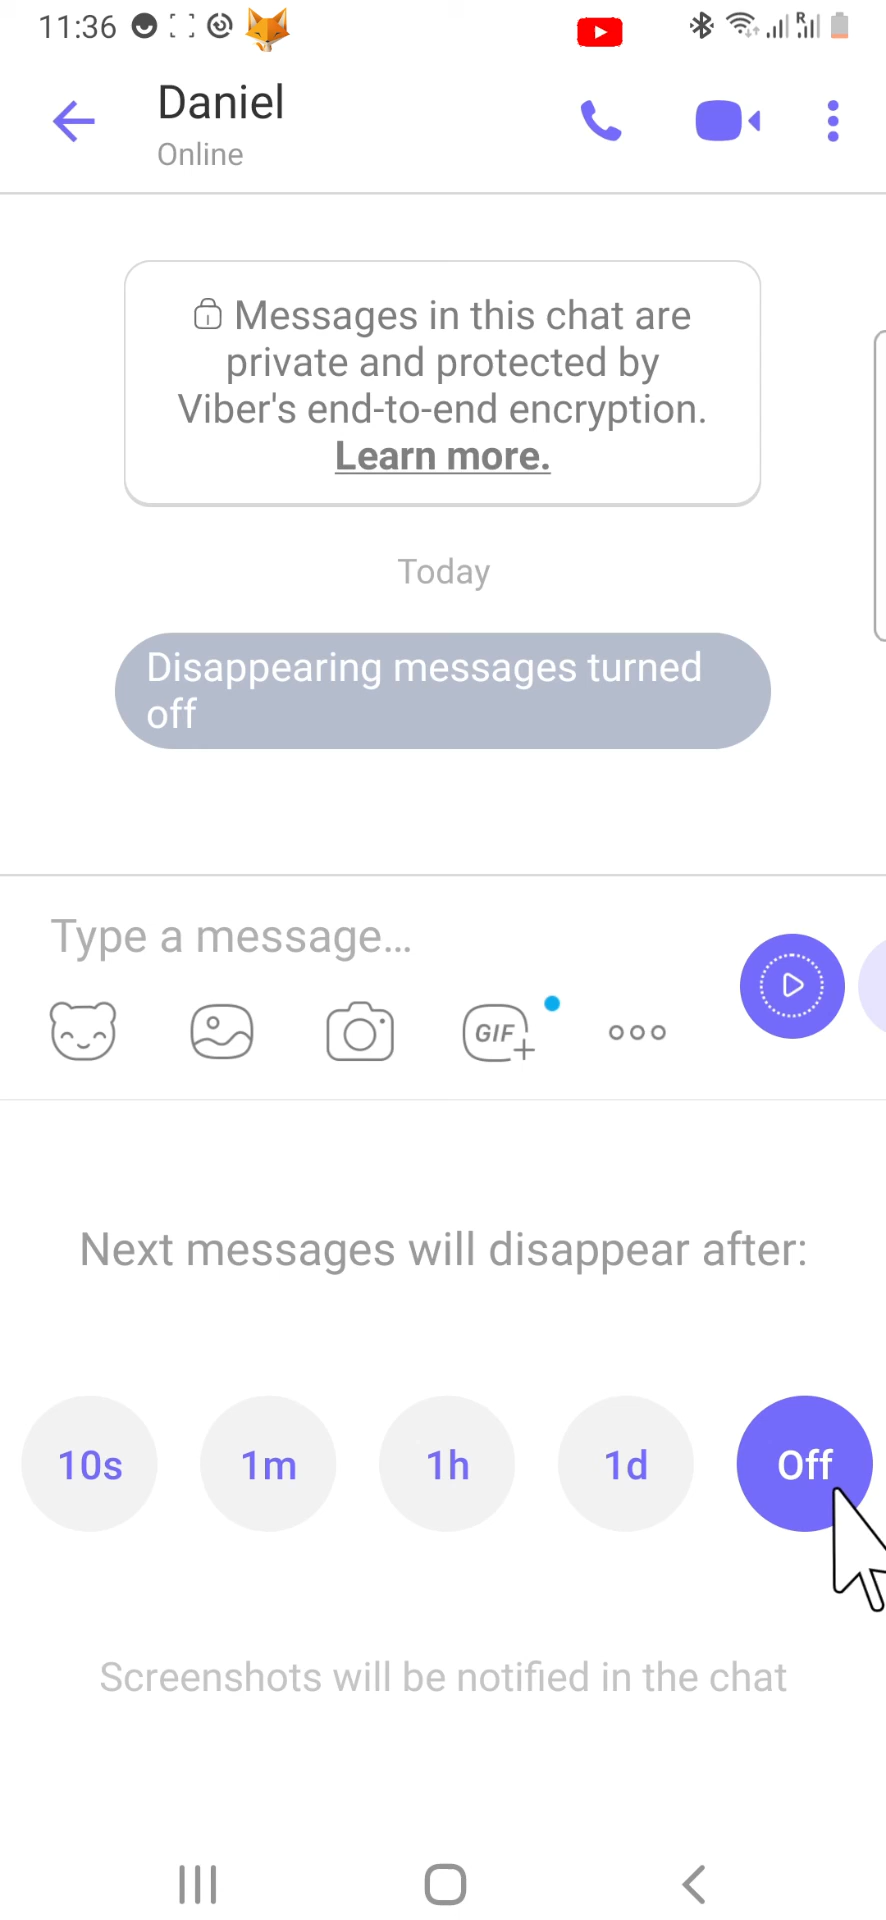 11:36
Daniel
Online
Messages in this chat are
private and protected by
Viber's end-to-end encryption.
Learn more.
Today
Disappearing messages turned
off
Type a message...
GIF
Next messages will disappear after:
10s 1m 1h 1d Off
Screenshots will be notified in the chat